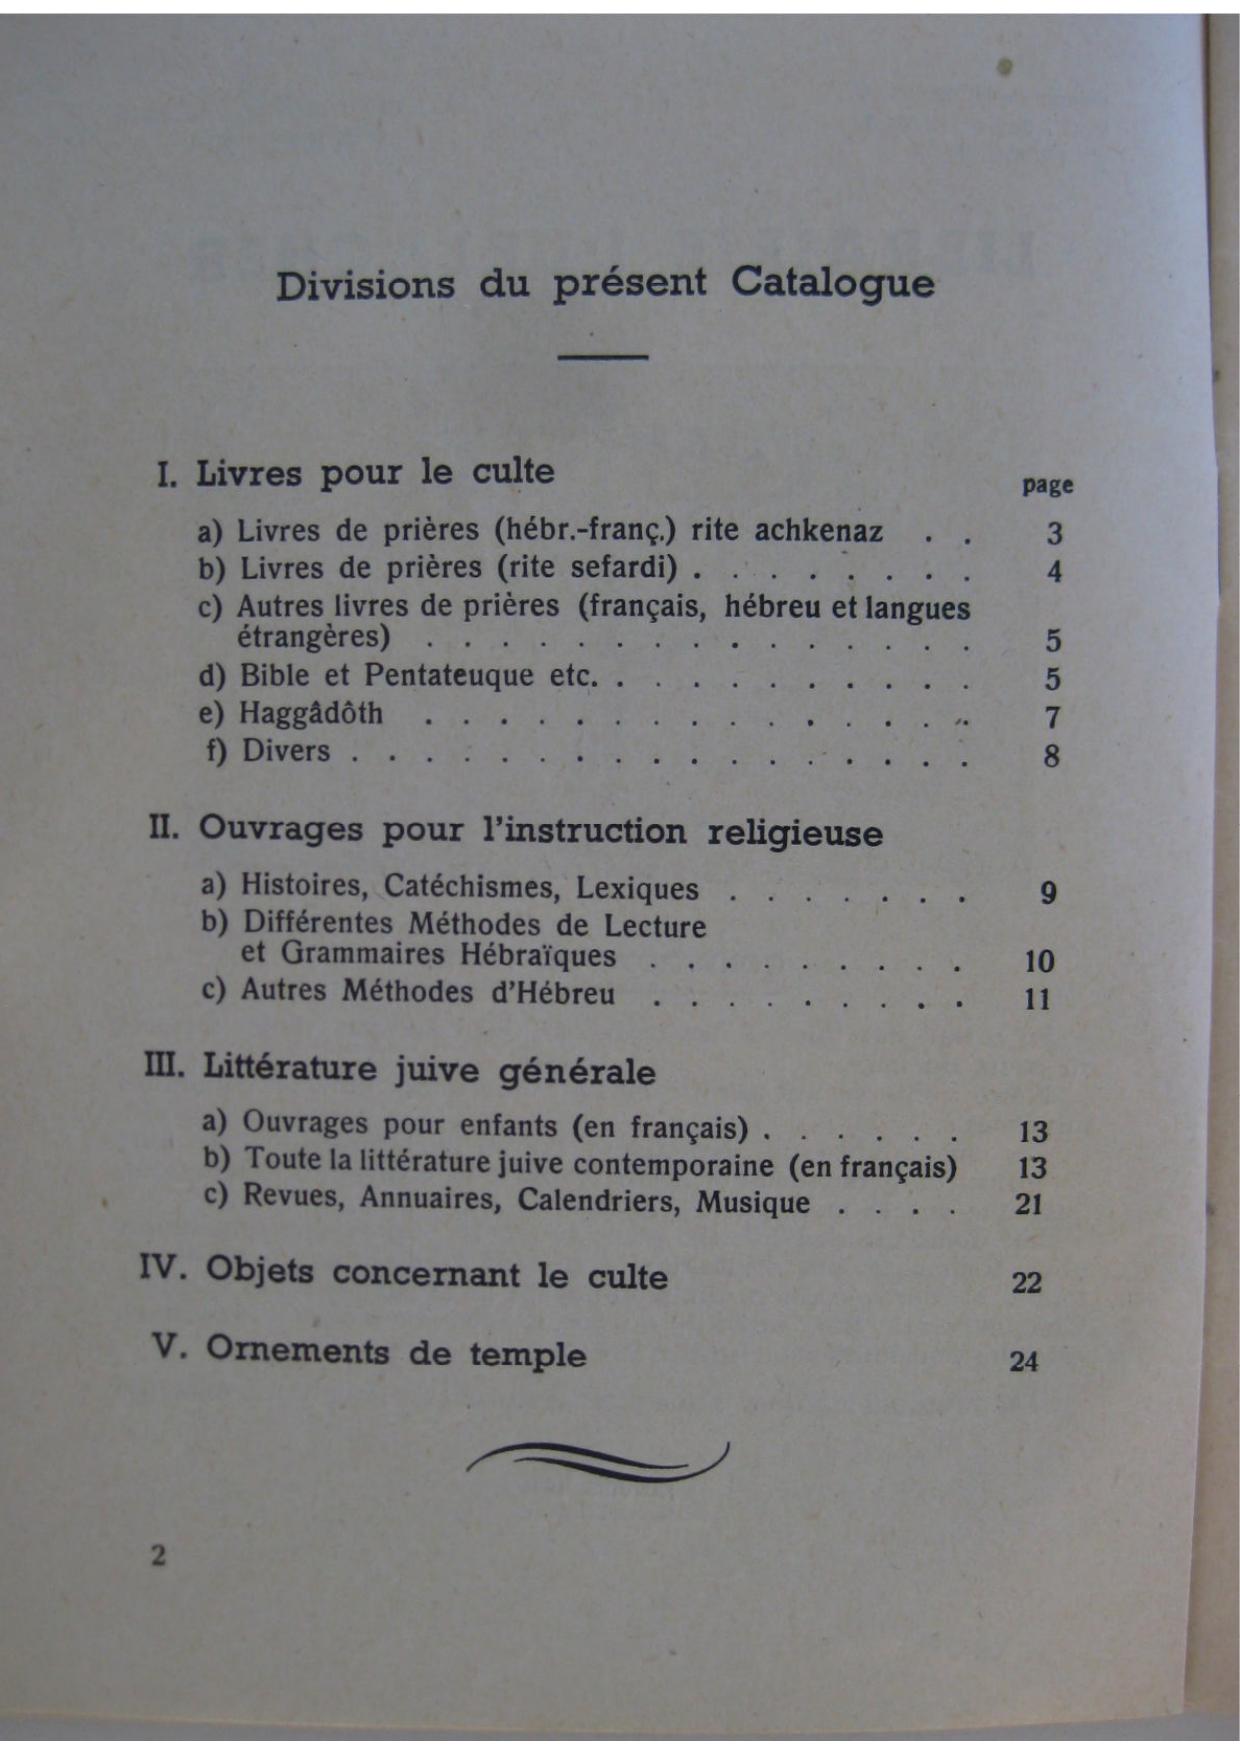 Divisions du présent Catalogue
I. Livres pour le culte
page
a) Livres de prières (hébr.-franç.) rite achkenaz . . 3
b) Livres de prières (rite sefardi) . . . . . . . . 4
c) Autres livres de prières (français, hébreu et langues
étrangères) . . . . . . . . . . . . . . . 5
d) Bible et Pentateuque etc. . . . . . . . . . . 5
e) Haggâdôth . . . . . . . . . . . . . . . 7
f) Divers . . . . . . . . . . . . . . . . . 8
II. Ouvrages pour l'instruction religieuse
a) Histoires, Catéchismes, Lexiques . . . . . . . 9
b) Différentes Méthodes de Lecture
et Grammaires Hébraïques . . . . . . . . . 10
c) Autres Méthodes d'Hébreu . . . . . . . . . 11
III. Littérature juive générale
a) Ouvrages pour enfants (en français) . . . . . . 13
b) Toute la littérature juive contemporaine (en français) 13
c) Revues, Annuaires, Calendriers, Musique . . . . 21
IV. Objets concernant le culte 22
V. Ornements de temple 24
2